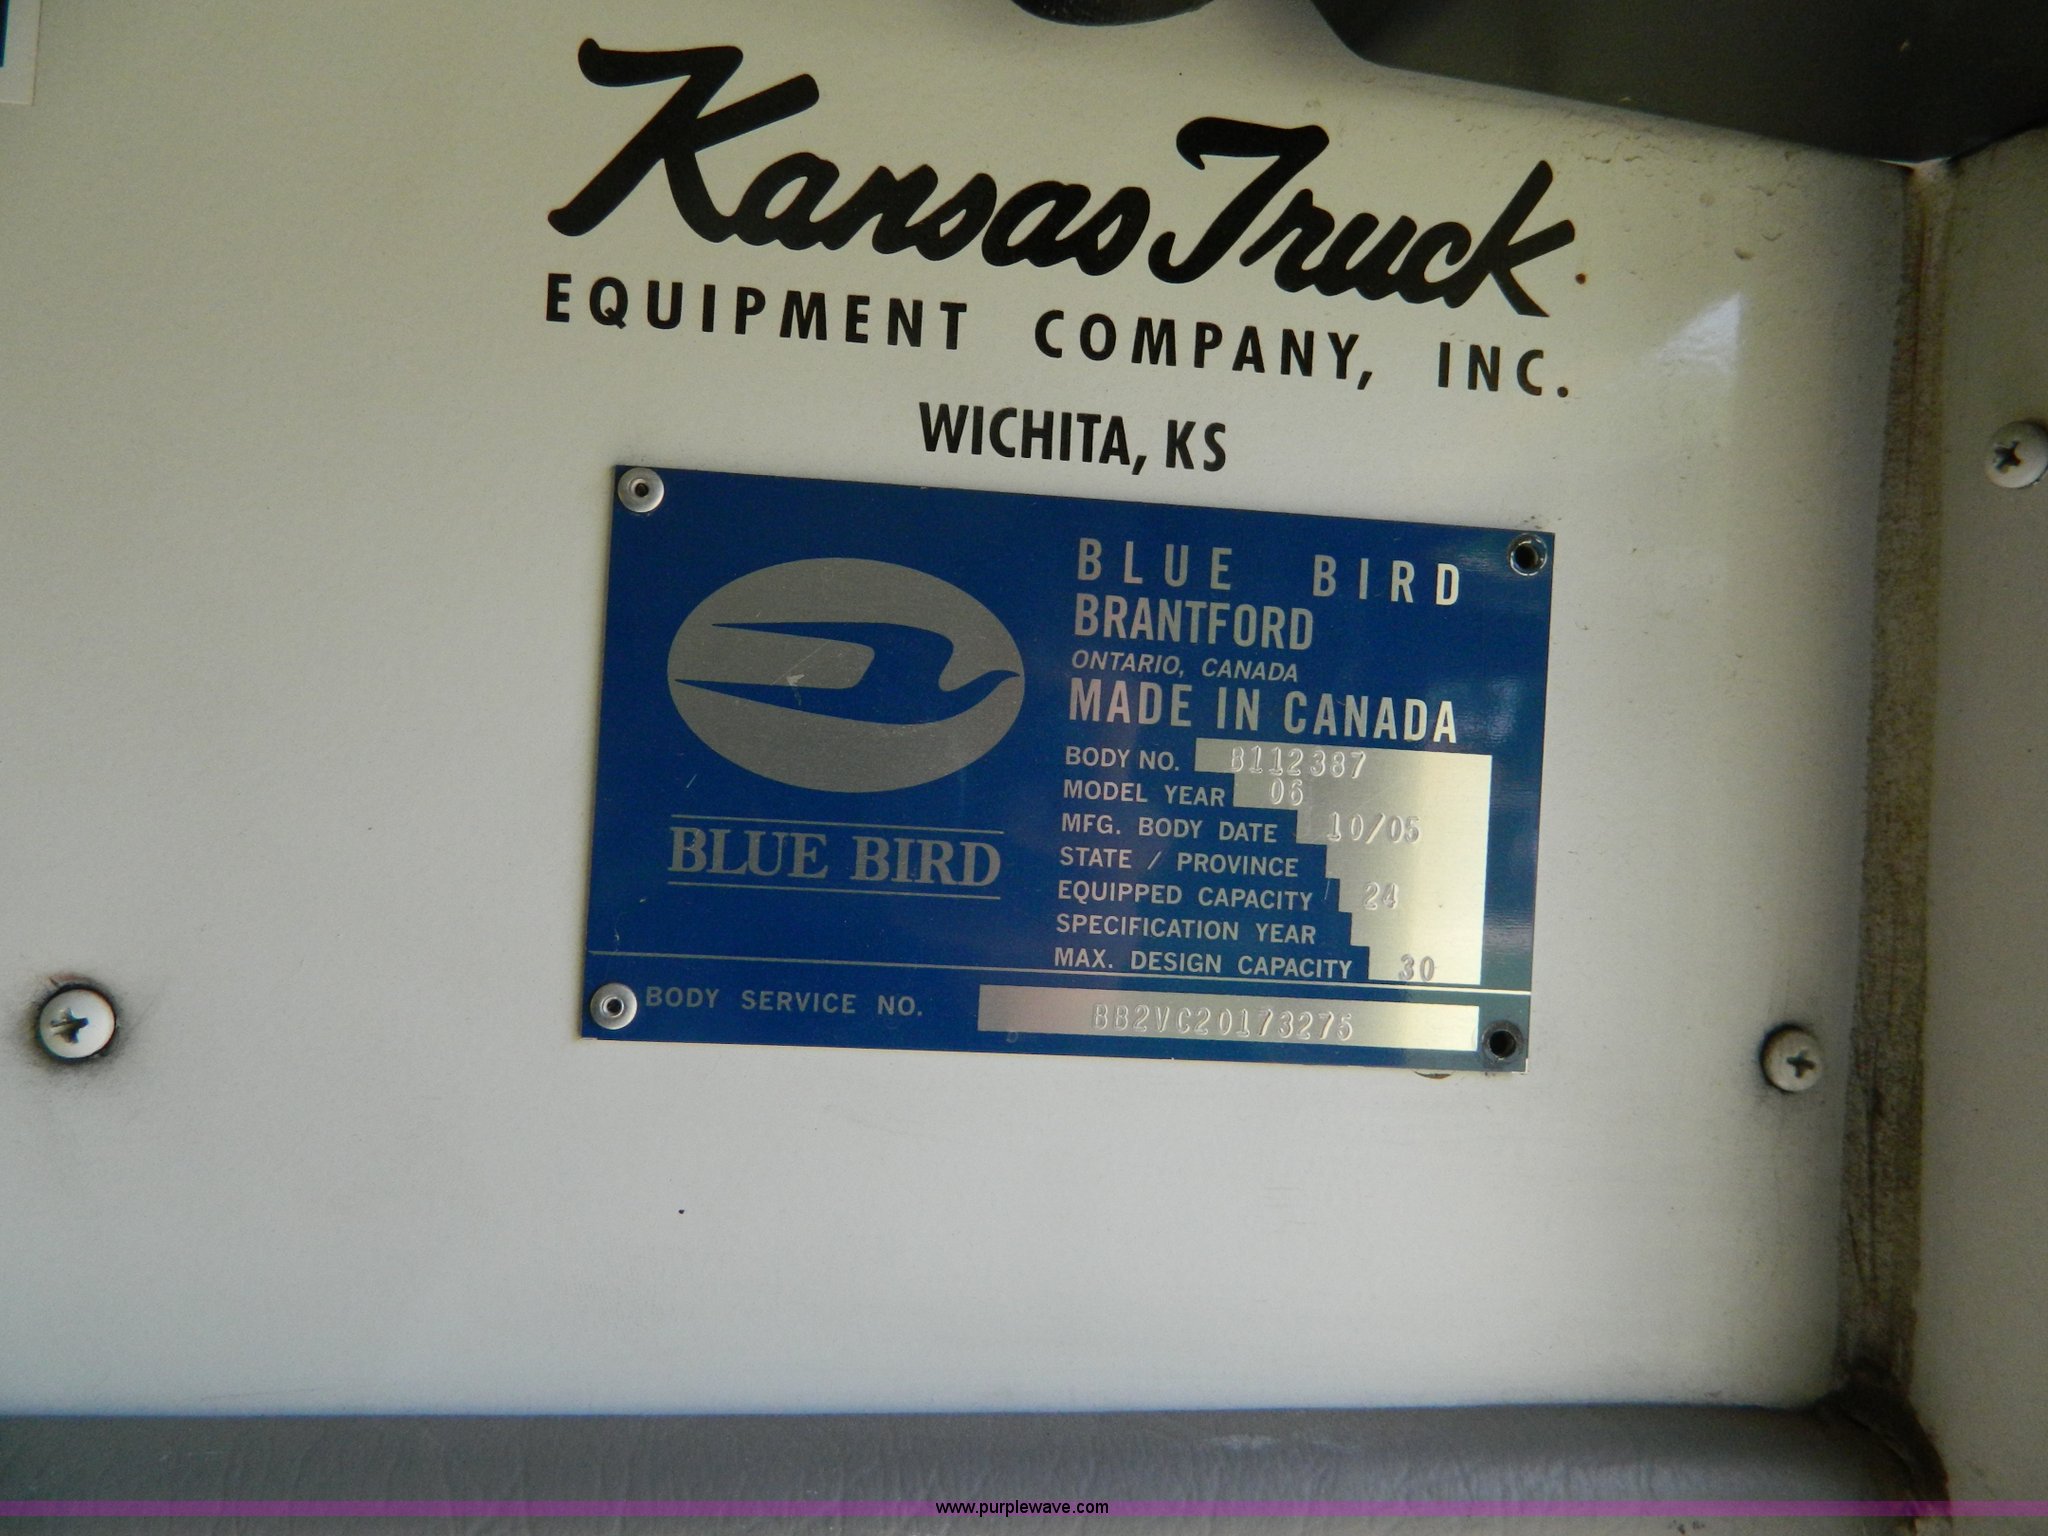 Kansas Truck
EQUIPMENT COMPANY, INC.
WICHITA, KS
BLUE BIRD
BRANTFORD
ONTARIO, CANADA
MADE IN CANADA
BODY NO. B112387
MODEL YEAR 06
MFG. BODY DATE 10/05
STATE / PROVINCE
EQUIPPED CAPACITY 24
SPECIFICATION YEAR
MAX. DESIGN CAPACITY 30
BLUE BIRD
BODY SERVICE NO. BB2VC20173275
www.purplewave.com